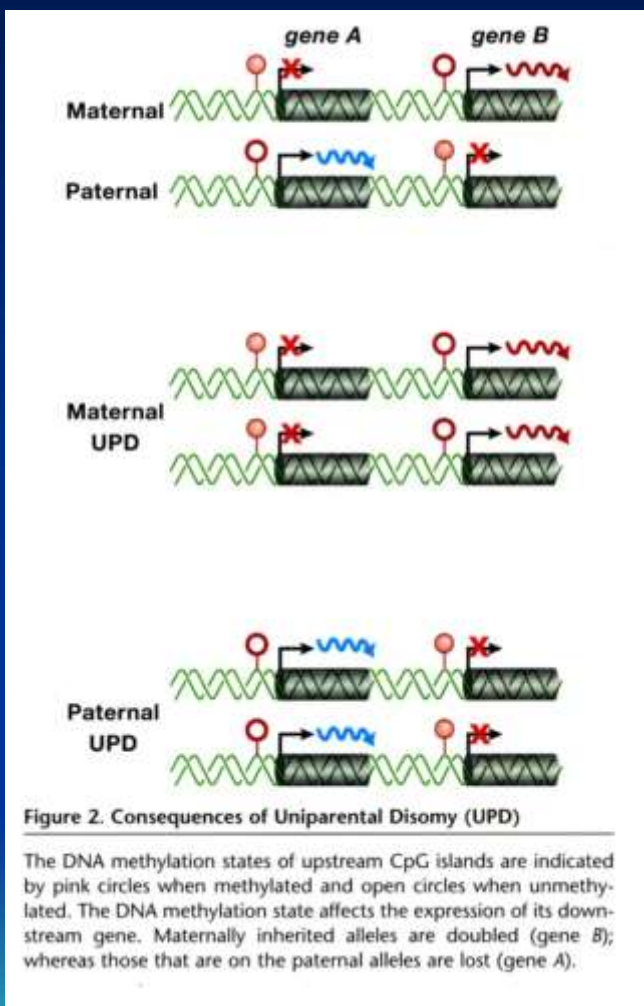 gene A gene B
Maternal
Paternal
Maternal
UPD
Paternal
UPD
Figure 2. Consequences of Uniparental Disomy (UPD)
The DNA methylation states of upstream CpG islands are indicated
by pink circles when methylated and open circles when unmethy-
lated. The DNA methylation state affects the expression of its down-
stream gene. Maternally inherited alleles are doubled (gene B);
whereas those that are on the paternal alleles are lost (gene A).